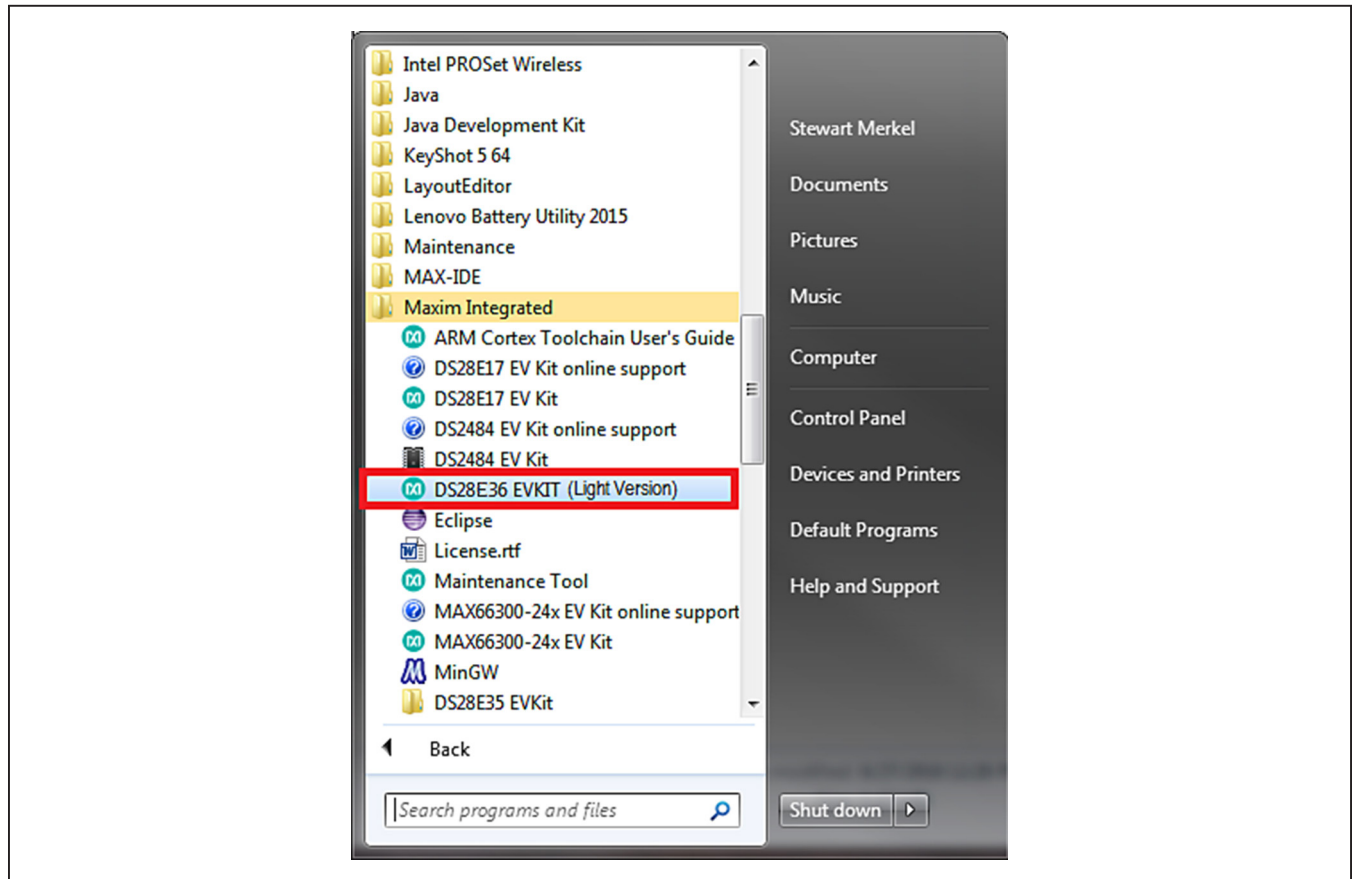 Intel PROSet Wireless
Java
Java Development Kit
KeyShot 5 64
LayoutEditor
Lenovo Battery Utility 2015
Maintenance
MAX-IDE
Maxim Integrated
ARM Cortex Toolchain User's Guide
DS28E17 EV Kit online support
DS28E17 EV Kit
DS2484 EV Kit online support
DS2484 EV Kit
DS28E36 EVKIT (Light Version)
Eclipse
License.rtf
Maintenance Tool
MAX66300-24x EV Kit online support
MAX66300-24x EV Kit
MinGW
DS28E35 EVKit
Back
Search programs and files
Stewart Merkel
Documents
Pictures
Music
Computer
Control Panel
Devices and Printers
Default Programs
Help and Support
Shut down